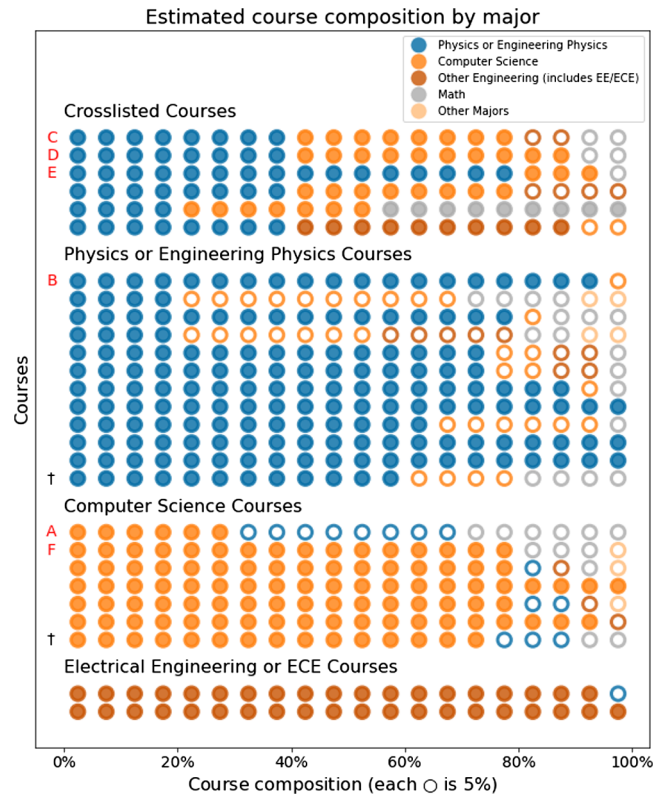 Estimated course composition by major
Physics or Engineering Physics
Computer Science
Other Engineering (includes EE/ECE)
Math
Other Majors
Crosslisted Courses
C
D
E
Physics or Engineering Physics Courses
B
†
Computer Science Courses
A
F
†
Electrical Engineering or ECE Courses
Courses
0% 20% 40% 60% 80% 100%
Course composition (each ○ is 5%)